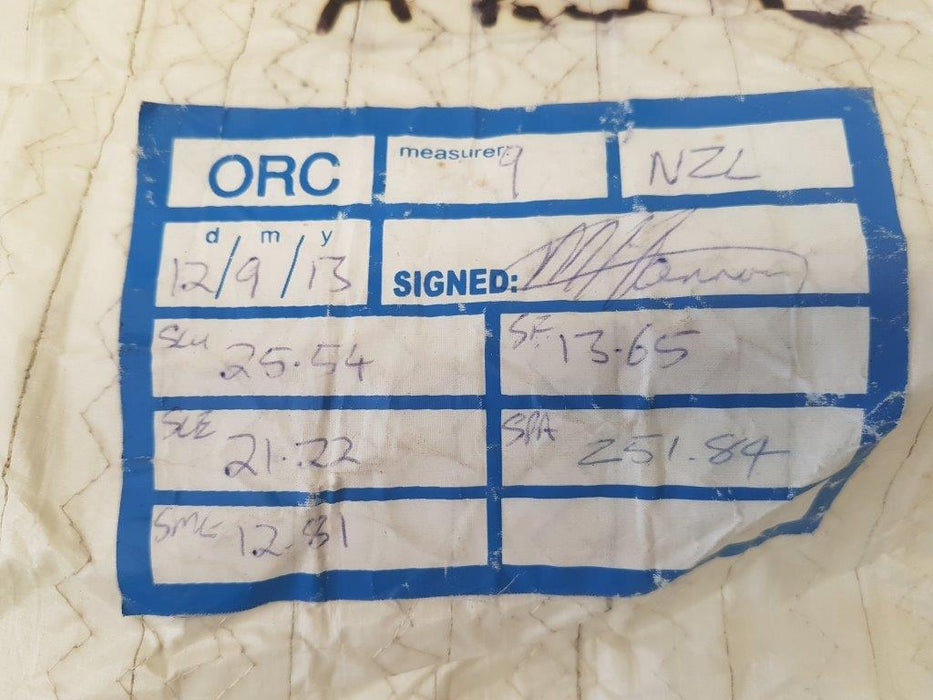 ORC measurer 9 NZL
d m y
12/9/13 SIGNED:
SLU 25.54 SF 13.65
SLE 21.22 SPA 251.84
SMG 12.81